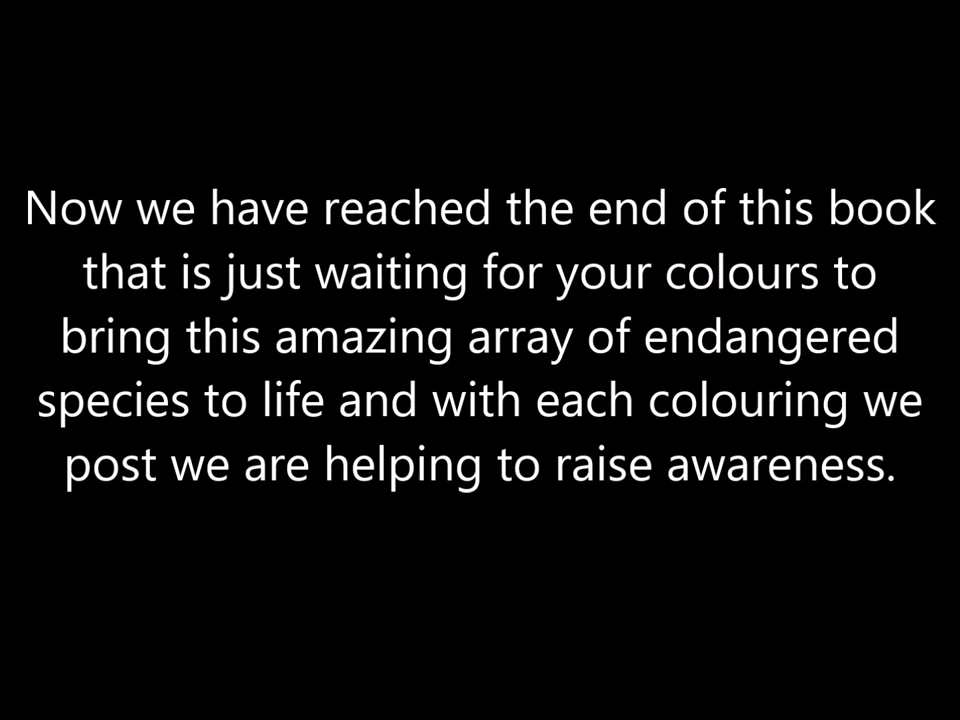 Now we have reached the end of this book
that is just waiting for your colours to
bring this amazing array of endangered
species to life and with each colouring we
post we are helping to raise awareness.